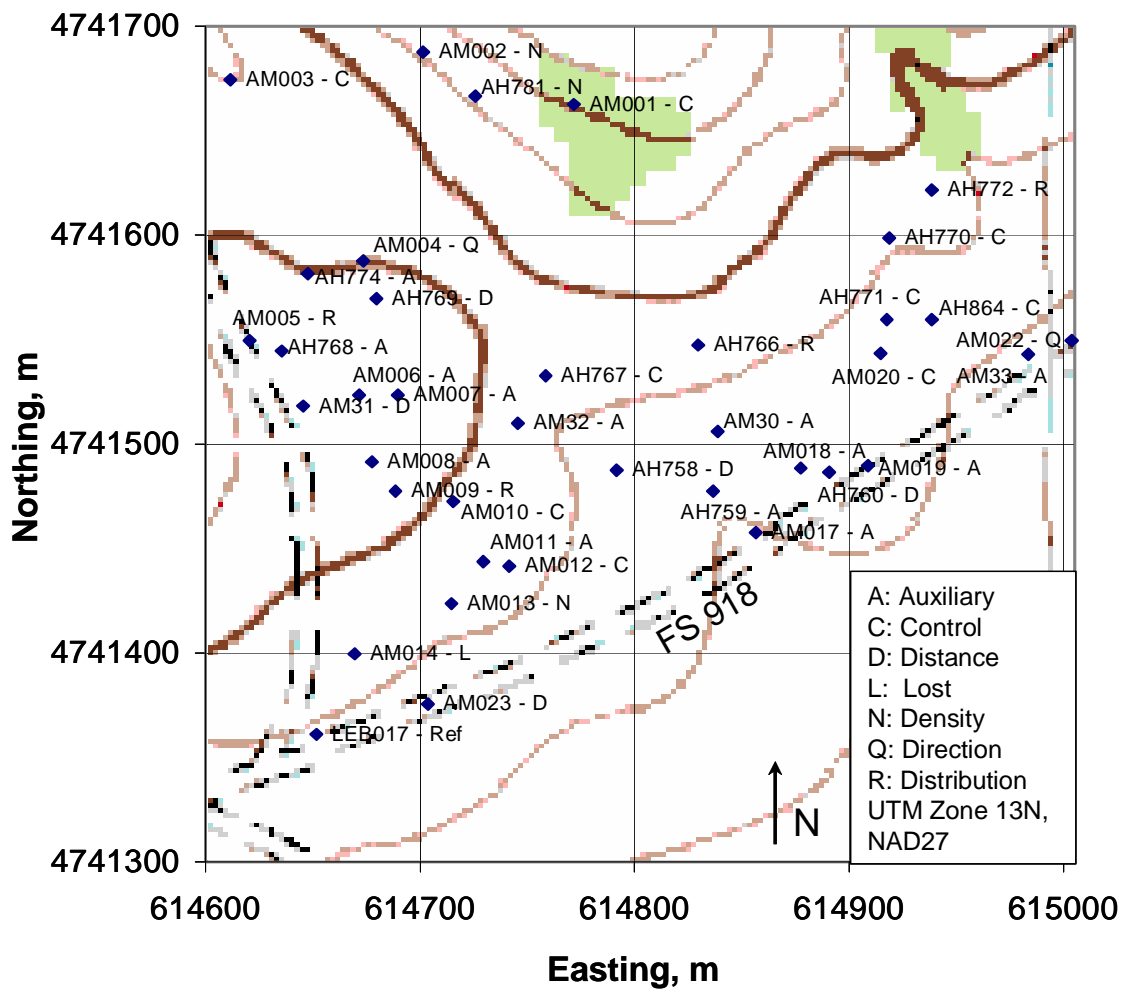 4741700
AM002 - N
AM003 - C
AH781 - N
AM001 - C
AH772 - R
4741600
AM004 - Q
AH770 - C
AH774 - A
AH769 - D
AH771 - C
AH864 - C
AM005 - R
AH768 - A
AH766 - R
AM022 - Q
AM006 - A
AH767 - C
AM020 - C
AM33 - A
AM31 - D
AM007 - A
AM32 - A
AM30 - A
4741500
AM018 - A
AM008 - A
AH758 - D
AM019 - A
AM009 - R
AH760 - D
AM010 - C
AH759 - A
AM017 - A
AM011 - A
AM012 - C
AM013 - N
FS 918
4741400
AM014 - L
AM023 - D
LEB017 - Ref
4741300
N
A: Auxiliary
C: Control
D: Distance
L: Lost
N: Density
Q: Direction
R: Distribution
UTM Zone 13N,
NAD27
614600
614700
614800
614900
615000
Easting, m
Northing, m